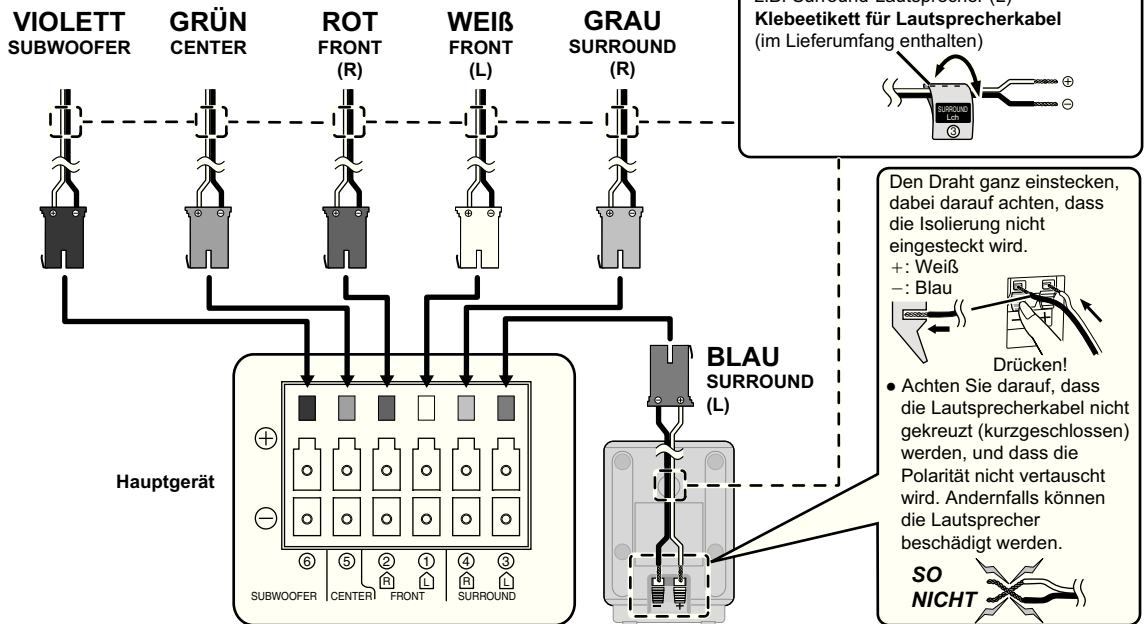 VIOLETT
SUBWOOFER
GRÜN
CENTER
ROT
FRONT
(R)
WEIß
FRONT
(L)
GRAU
SURROUND
(R)
Klebeetikett für Lautsprecherkabel
(im Lieferumfang enthalten)
⊕
⊖
SURROUND
Lch
③
Den Draht ganz einstecken,
dabei darauf achten, dass
die Isolierung nicht
eingesteckt wird.
+: Weiß
−: Blau
Drücken!
• Achten Sie darauf, dass
die Lautsprecherkabel nicht
gekreuzt (kurzgeschlossen)
werden, und dass die
Polarität nicht vertauscht
wird. Andernfalls können
die Lautsprecher
beschädigt werden.
SO
NICHT
BLAU
SURROUND
(L)
Hauptgerät
⊕
⊖
⑥ ⑤ ② ① ④ ③
R L R L
SUBWOOFER CENTER FRONT SURROUND
− +